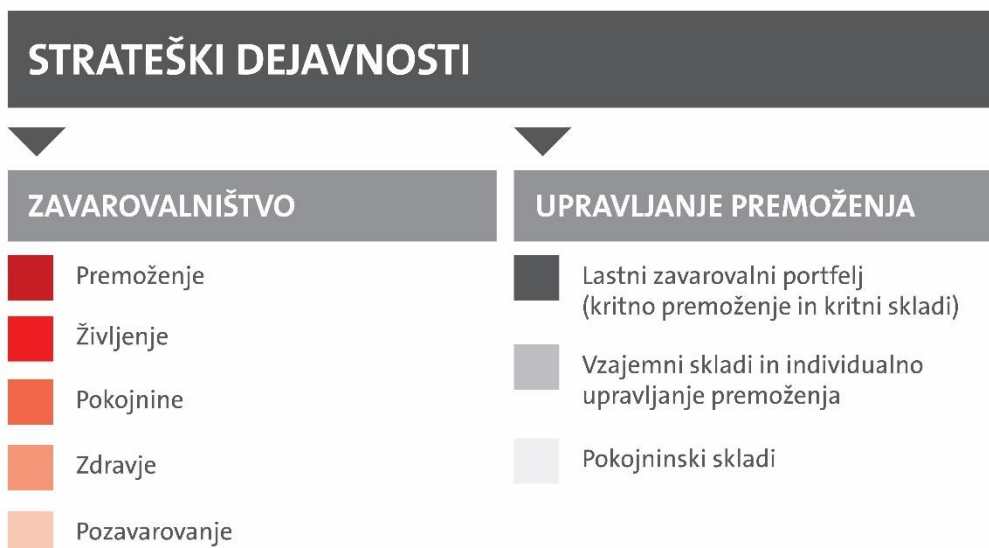 STRATEŠKI DEJAVNOSTI
ZAVAROVALNIŠTVO
Premoženje
Življenje
Pokojnine
Zdravje
Pozavarovanje
UPRAVLJANJE PREMOŽENJA
Lastni zavarovalni portfelj
(kritno premoženje in kritni skladi)
Vzajemni skladi in individualno
upravljanje premoženja
Pokojninski skladi